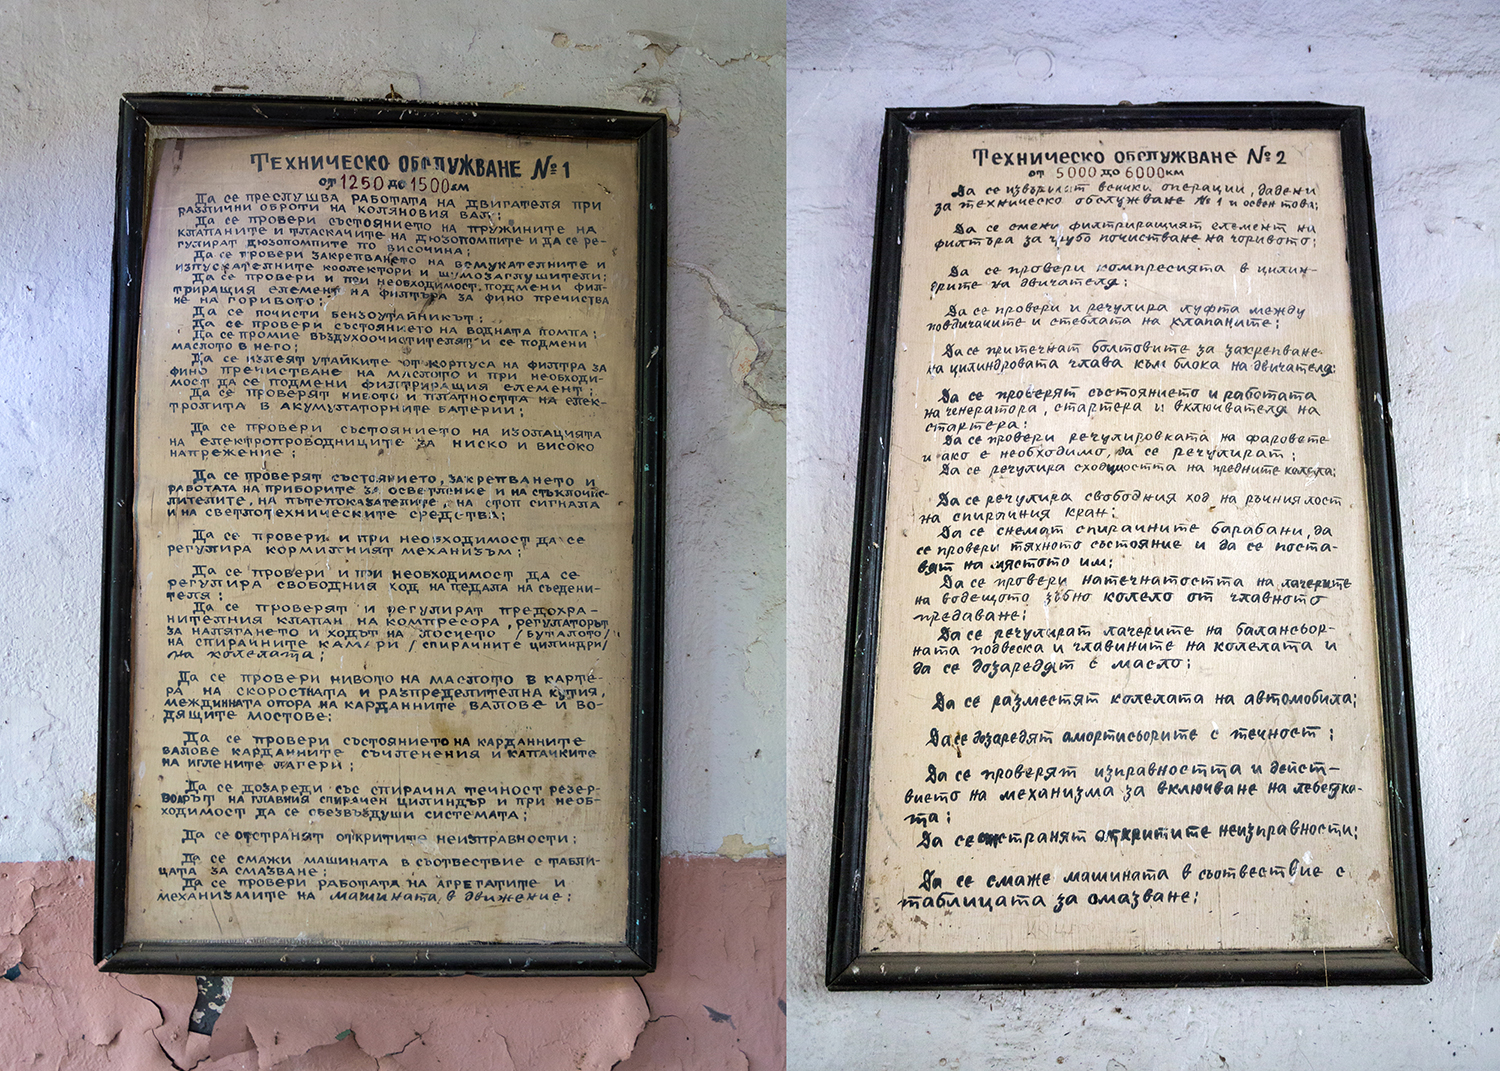 ТЕХНИЧЕСКО ОБСЛУЖВАНЕ №1
от 1250 до 1500 км
Да се преслушва работата на двигателя при
различни обороти на коляновия вал;
Да се провери състоянието на пружините на
клапаните и тласкачите на дюзопомпите и да се ре-
гулират дюзопомпите по височина;
Да се провери закрепването на всмукателните и
изпускателните коолектори и шумозаглушители;
Да се провери и при необходимост подмени фил-
триращия елемент на филтъра за фино пречиства
не на горивото;
Да се почисти бензоутайникът;
Да се провери състоянието на водната помпа;
Да се промие въздухоочистителят и се подмени
маслото в него;
Да се излеят утайките от корпуса на филтра за
фино пречистване на маслото и при необходи-
мост да се подмени филтриращия елемент;
Да се проверят нивото и плътността на елек-
тролита в акумулаторните батерии;
Да се провери състоянието на изолацията
на електропроводниците за ниско и високо
напрежение;
Да се проверят състоянието, закрепването и
работата на приборите за осветление и на стъклочис-
тителите, на пътепоказателите, на стоп сигнала
и на светлотехническите средства;
Да се провери и при необходимост да се
регулира кормилният механизъм;
Да се провери и при необходимост да се
регулира свободния ход на педала на съедени-
теля;
Да се проверят и регулират предохра-
нителния клапан на компресора, регулаторът
за налягането и ходът на лосието /буталото/
на спирайните камери /спирачните цилиндри/
на колелата;
Да се провери нивото на маслото в карте-
ра на скоростната и разпределителна кутия,
междинната опора на карданните валове и во-
дящите мостове;
Да се провери състоянието на карданните
валове карданните съчленения и капачките
на иглените лагери;
Да се дозареди със спирачна течност резер-
воарът на главния спирачен цилиндър и при необ-
ходимост да се обезвъздуши системата;
Да се отстранят откритите неизправности;
Да се смажи машината в съотвествие с табли-
цата за смазване;
Да се провери работата на агрегатите и
механизмите на машината в движение;
ТЕХНИЧЕСКО ОБСЛУЖВАНЕ №2
от 5000 до 6000 км
Да се извършат всички операции, дадени
за техническо обслужване №1 и освен това;
Да се смени филтриращият елемент на
филтъра за грубо почистване на горивото;
Да се провери компресията в цилин-
дрите на двигателя;
Да се провери и регулира луфта между
повдигачите и стеблата на клапаните;
Да се притегнат болтовите за закрепване
на цилиндровата глава към блока на двигателя;
Да се проверят състоянието и работата
на генератора, стартера и включвателя на
стартера;
Да се провери регулировката на фаровете
и ако е необходимо, да се регулират;
Да се регулира сходността на предните колела;
Да се регулира свободния ход на ръчния лост
на спирачния кран;
Да се снемат спирачните барабани, да
се провери тяхното състояние и да се поста-
вят на мястото им;
Да се провери натегнатостта на лагерите
на водещото зъбно колело от главното
предаване;
Да се регулират лагерите на балансьор-
ната подвеска и главините на колелата и
да се дозаредят с масло;
Да се разместят колелата на автомобила;
Да се дозаредят амортисьорите с течност;
Да се проверят изправността и дейст-
вието на механизма за включване на лебедка-
та;
Да се отстранят откритите неизправности;
Да се смаже машината в съотвествие с
таблицата за смазване;